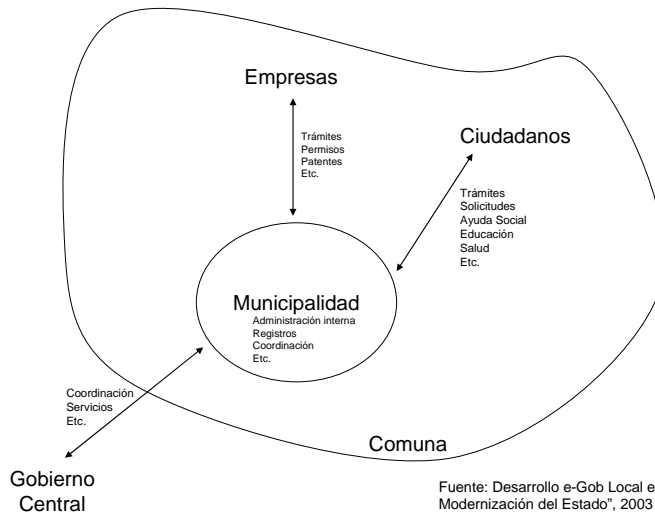 Empresas
Trámites
Permisos
Patentes
Etc.
Ciudadanos
Trámites
Solicitudes
Ayuda Social
Educación
Salud
Etc.
Municipalidad
Administración interna
Registros
Coordinación
Etc.
Coordinación
Servicios
Etc.
Comuna
Gobierno
Central
Fuente: Desarrollo e-Gob Local e
Modernización del Estado”, 2003